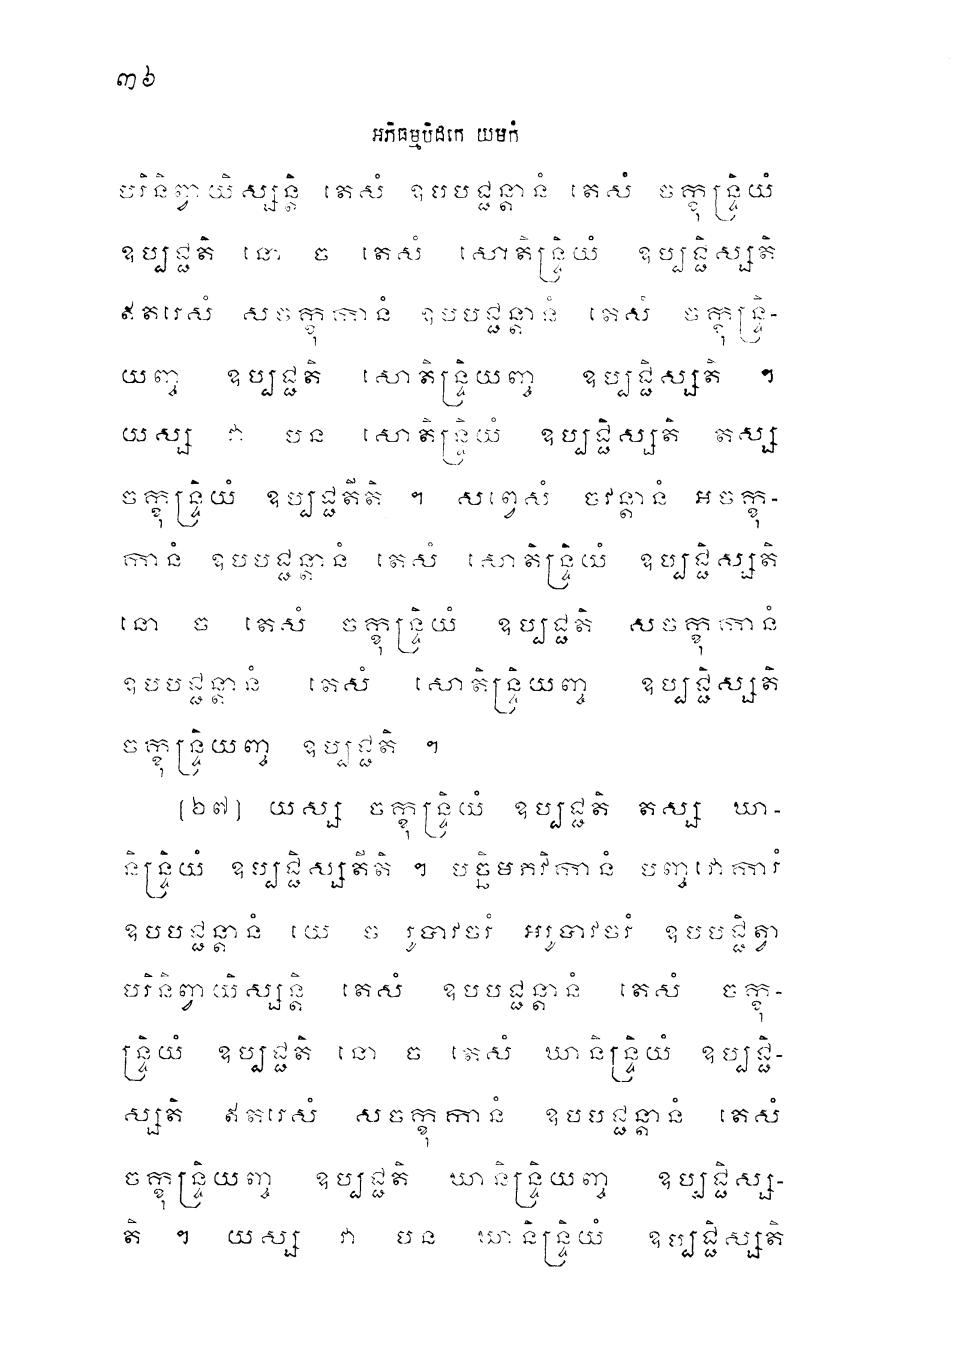 ៣៦
អភិធម្មបិដកេ យមកំ
បរិនិព្វាយិស្សន្តិ តេសំ ឧបបជ្ជន្តានំ តេសំ ចក្ខុន្ទ្រិយំ
ឧប្បជ្ជតិ នោ ច តេសំ សោតិន្ទ្រិយំ ឧប្បជ្ជិស្សតិ
ឥតរេសំ សចក្ខុកានំ ឧបបជ្ជន្តានំ តេសំ ចក្ខុន្ទ្រិ-
យញ្ច ឧប្បជ្ជតិ សោតិន្ទ្រិយញ្ច ឧប្បជ្ជិស្សតិ ។
យស្ស វា បន សោតិន្ទ្រិយំ ឧប្បជ្ជិស្សតិ តស្ស
ចក្ខុន្ទ្រិយំ ឧប្បជ្ជតីតិ ។ សព្វេសំ ចវន្តានំ អចក្ខុ-
កានំ ឧបបជ្ជន្តានំ តេសំ សោតិន្ទ្រិយំ ឧប្បជ្ជិស្សតិ
នោ ច តេសំ ចក្ខុន្ទ្រិយំ ឧប្បជ្ជតិ សចក្ខុកានំ
ឧបបជ្ជន្តានំ តេសំ សោតិន្ទ្រិយញ្ច ឧប្បជ្ជិស្សតិ
ចក្ខុន្ទ្រិយញ្ច ឧប្បជ្ជតិ ។
(២៧) យស្ស ចក្ខុន្ទ្រិយំ ឧប្បជ្ជតិ តស្ស ឃា-
និន្ទ្រិយំ ឧប្បជ្ជិស្សតីតិ ។ បច្ឆិមភវិកានំ បញ្ចវោការំ
ឧបបជ្ជន្តានំ យេ ច រូបាវចរំ អរូបាវចរំ ឧបបជ្ជិត្វា
បរិនិព្វាយិស្សន្តិ តេសំ ឧបបជ្ជន្តានំ តេសំ ចក្ខុ-
ន្ទ្រិយំ ឧប្បជ្ជតិ នោ ច តេសំ ឃានិន្ទ្រិយំ ឧប្បជ្ជិ-
ស្សតិ ឥតរេសំ សចក្ខុកានំ ឧបបជ្ជន្តានំ តេសំ
ចក្ខុន្ទ្រិយញ្ច ឧប្បជ្ជតិ ឃានិន្ទ្រិយញ្ច ឧប្បជ្ជិស្ស-
តិ ។ យស្ស វា បន ឃានិន្ទ្រិយំ ឧប្បជ្ជិស្សតិ